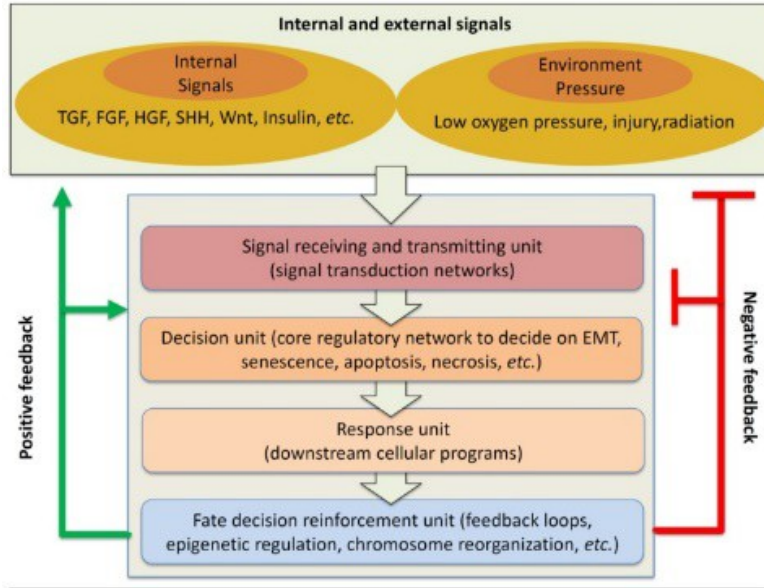 Internal and external signals
Internal
Signals
TGF, FGF, HGF, SHH, Wnt, Insulin, etc.
Environment
Pressure
Low oxygen pressure, injury,radiation
Signal receiving and transmitting unit
(signal transduction networks)
Decision unit (core regulatory network to decide on EMT,
senescence, apoptosis, necrosis, etc.)
Response unit
(downstream cellular programs)
Fate decision reinforcement unit (feedback loops,
epigenetic regulation, chromosome reorganization, etc.)
Positive feedback
Negative feedback